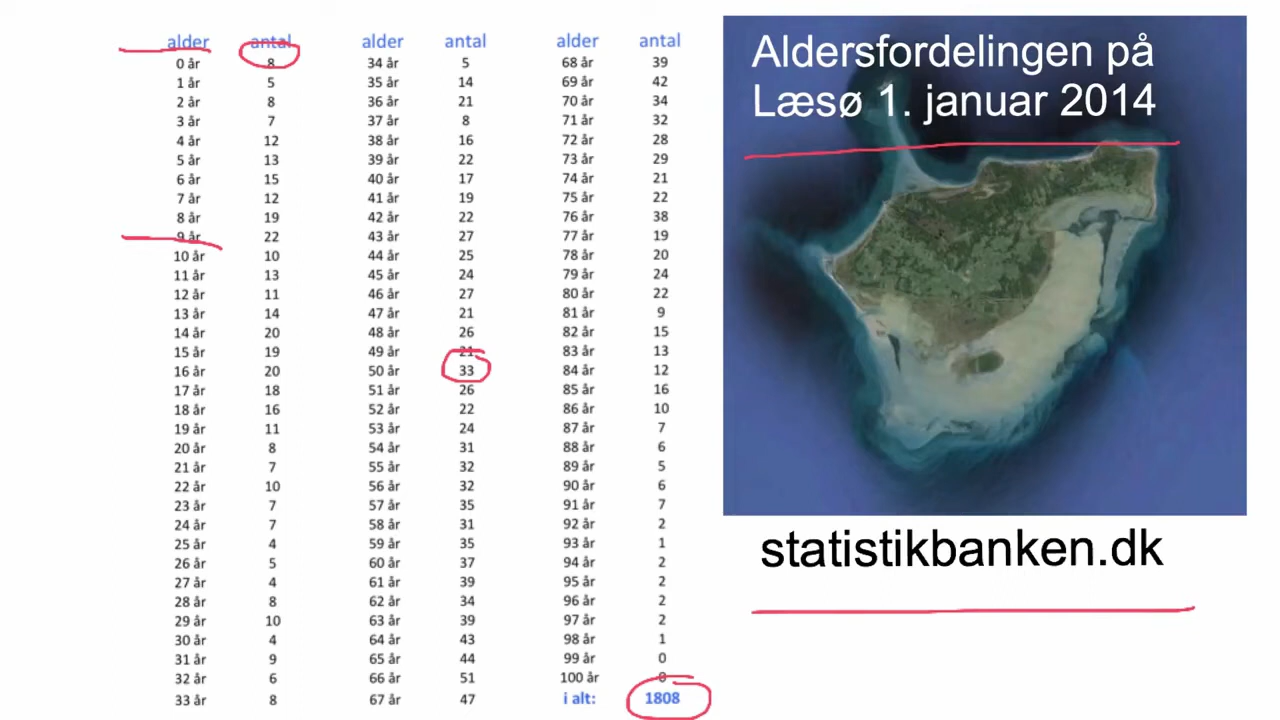 alder antal alder antal alder antal
0 år 8 34 år 5 68 år 39
1 år 5 35 år 14 69 år 42
2 år 8 36 år 21 70 år 34
3 år 7 37 år 8 71 år 32
4 år 12 38 år 16 72 år 28
5 år 13 39 år 22 73 år 29
6 år 15 40 år 17 74 år 21
7 år 12 41 år 19 75 år 22
8 år 19 42 år 22 76 år 38
9 år 22 43 år 27 77 år 19
10 år 10 44 år 25 78 år 20
11 år 13 45 år 24 79 år 24
12 år 11 46 år 27 80 år 22
13 år 14 47 år 21 81 år 9
14 år 20 48 år 26 82 år 15
15 år 19 49 år 21 83 år 13
16 år 20 50 år 33 84 år 12
17 år 18 51 år 26 85 år 16
18 år 16 52 år 22 86 år 10
19 år 11 53 år 24 87 år 7
20 år 8 54 år 31 88 år 6
21 år 7 55 år 32 89 år 5
22 år 10 56 år 32 90 år 6
23 år 7 57 år 35 91 år 7
24 år 7 58 år 31 92 år 2
25 år 4 59 år 35 93 år 1
26 år 5 60 år 37 94 år 2
27 år 4 61 år 39 95 år 2
28 år 8 62 år 34 96 år 2
29 år 10 63 år 39 97 år 2
30 år 4 64 år 43 98 år 1
31 år 9 65 år 44 99 år 0
32 år 6 66 år 51 100 år 0
33 år 8 67 år 47 i alt: 1808
Aldersfordelingen på
Læsø 1. januar 2014
statistikbanken.dk